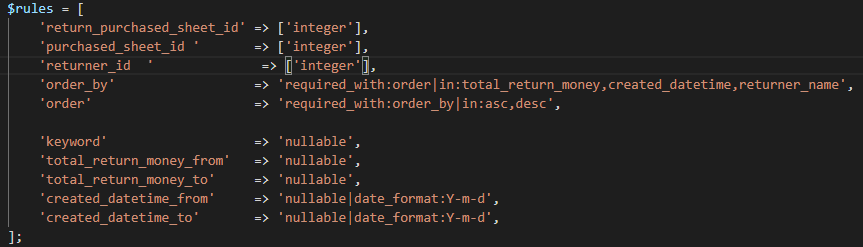 $rules = [
    'return_purchased_sheet_id' => ['integer'],
    'purchased_sheet_id '       => ['integer'],
    'returner_id  '              => ['integer'],
    'order_by'                  => 'required_with:order|in:total_return_money,created_datetime,returner_name',
    'order'                     => 'required_with:order_by|in:asc,desc',

    'keyword'                   => 'nullable',
    'total_return_money_from'   => 'nullable',
    'total_return_money_to'     => 'nullable',
    'created_datetime_from'     => 'nullable|date_format:Y-m-d',
    'created_datetime_to'       => 'nullable|date_format:Y-m-d',
];